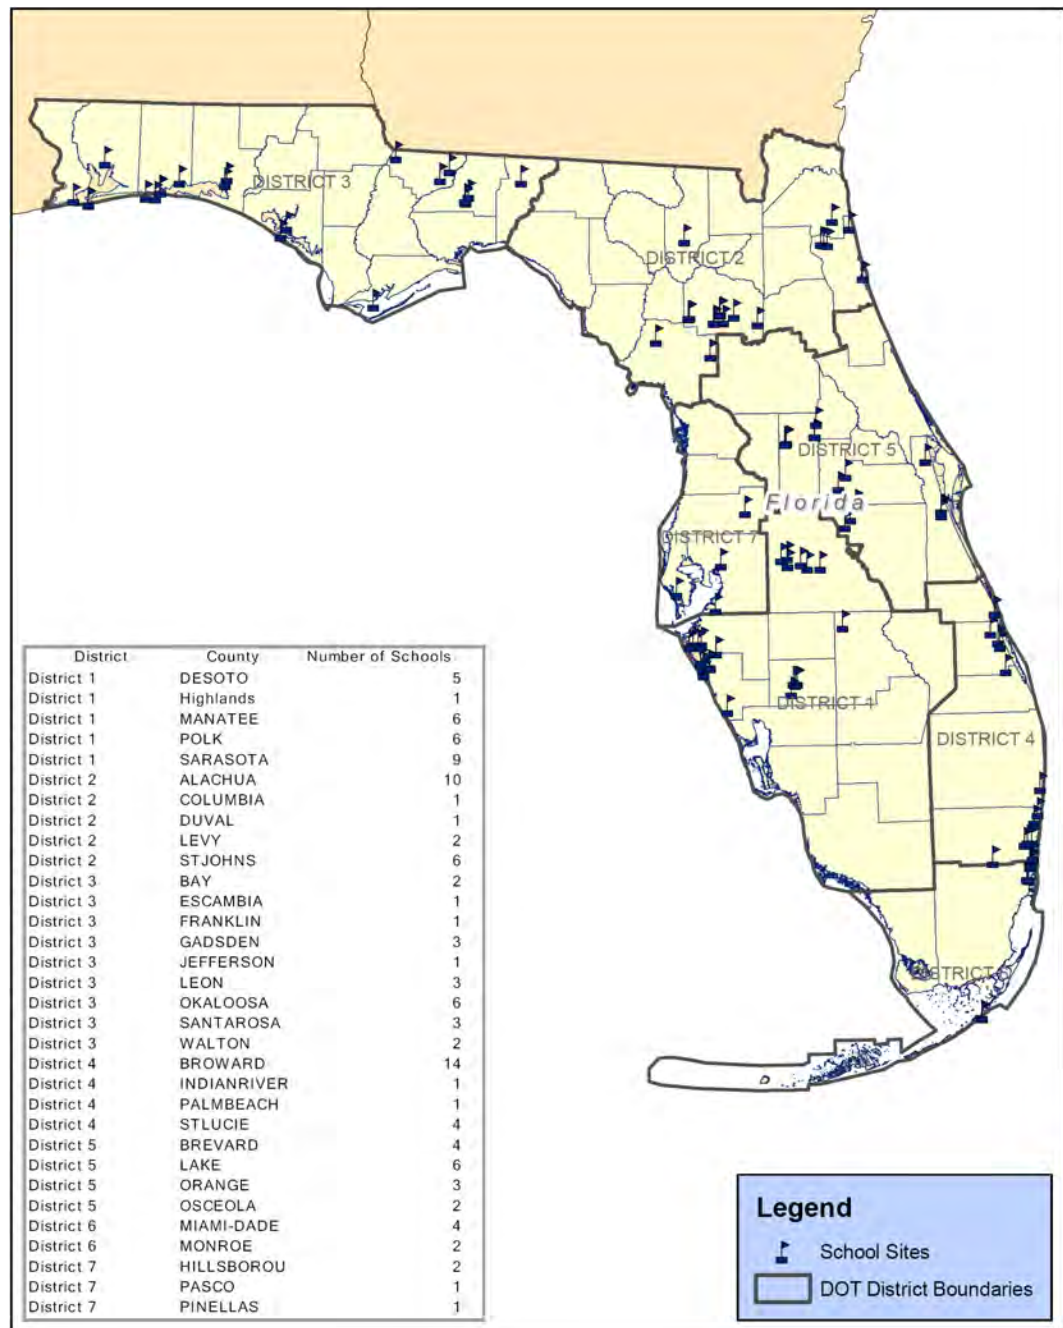 DISTRICT 3
DISTRICT 2
DISTRICT 5
Florida
DISTRICT 7
DISTRICT 1
DISTRICT 4
DISTRICT
District County Number of Schools
District 1 DESOTO 5
District 1 Highlands 1
District 1 MANATEE 6
District 1 POLK 6
District 1 SARASOTA 9
District 2 ALACHUA 10
District 2 COLUMBIA 1
District 2 DUVAL 1
District 2 LEVY 2
District 2 STJOHNS 6
District 3 BAY 2
District 3 ESCAMBIA 1
District 3 FRANKLIN 1
District 3 GADSDEN 3
District 3 JEFFERSON 1
District 3 LEON 3
District 3 OKALOOSA 6
District 3 SANTAROSA 3
District 3 WALTON 2
District 4 BROWARD 14
District 4 INDIANRIVER 1
District 4 PALMBEACH 1
District 4 STLUCIE 4
District 5 BREVARD 4
District 5 LAKE 6
District 5 ORANGE 3
District 5 OSCEOLA 2
District 6 MIAMI-DADE 4
District 6 MONROE 2
District 7 HILLSBOROU 2
District 7 PASCO 1
District 7 PINELLAS 1
Legend
School Sites
DOT District Boundaries